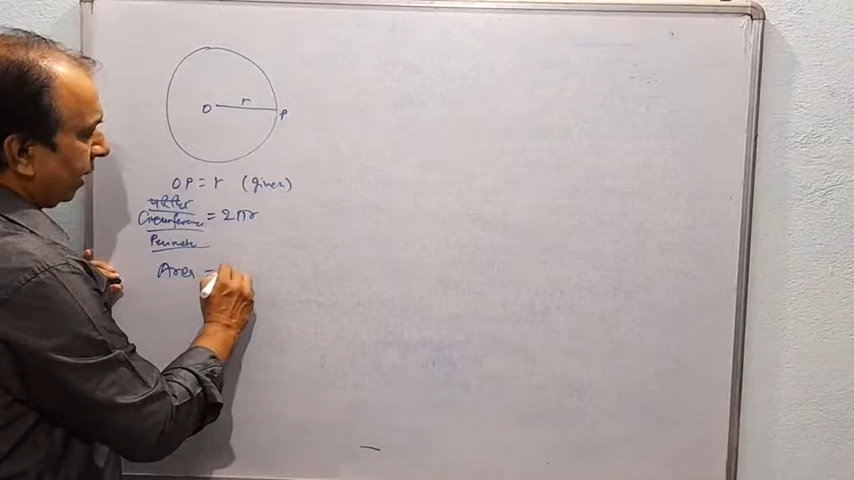 O r P
OP = r (given)
परिधि
Circumference = 2πr
Perimeter
Area =